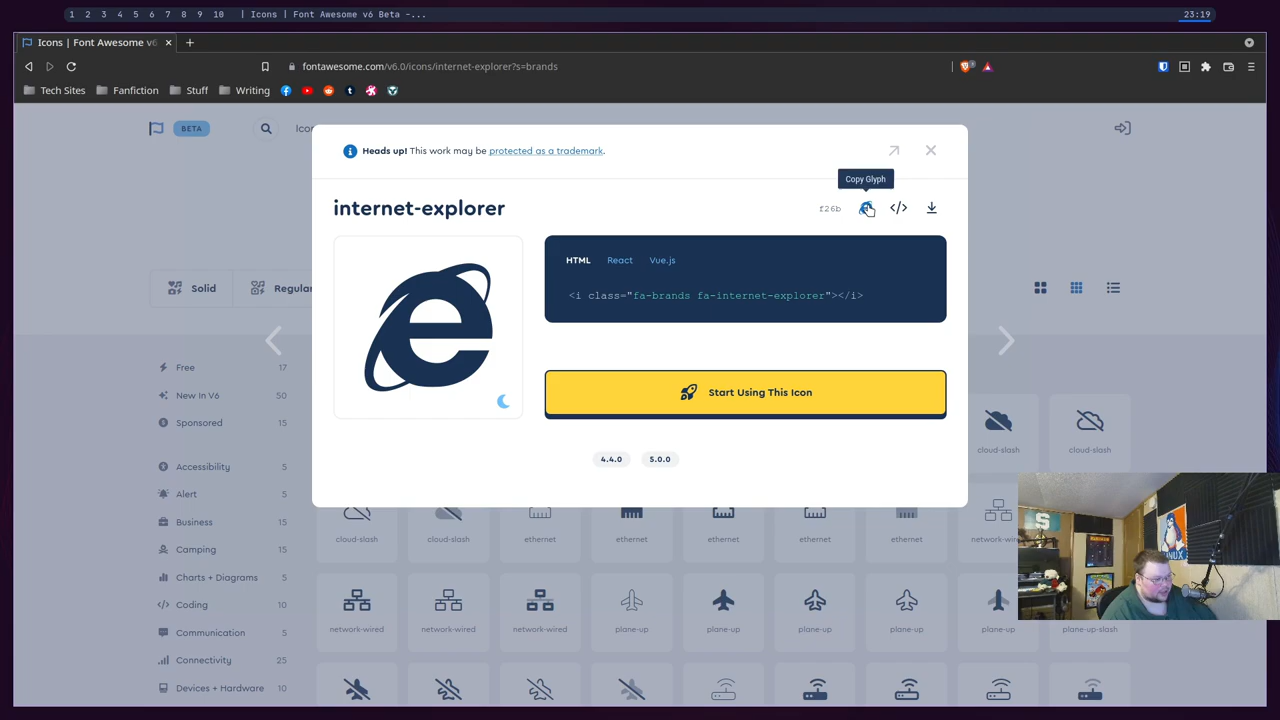 1 2 3 4 5 6 7 8 9 10 | Icons | Font Awesome v6 Beta -...
23:19
Icons | Font Awesome v6
fontawesome.com/v6.0/icons/internet-explorer?s=brands
Tech Sites Fanfiction Stuff Writing
BETA
Heads up! This work may be protected as a trademark.
Copy Glyph
internet-explorer
f26b
HTML React Vue.js
<i class="fa-brands fa-internet-explorer"></i>
Solid
Regular
Start Using This Icon
4.4.0 5.0.0
Free 17
New In V6 50
Sponsored 15
Accessibility 5
Alert 5
Business 15
Camping 15
Charts + Diagrams 5
Coding 10
Communication 5
Connectivity 25
Devices + Hardware 10
cloud-slash cloud-slash
cloud-slash cloud-slash ethernet ethernet ethernet ethernet ethernet
network-wired network-wired network-wired plane-up plane-up plane-up plane-up plane-up plane-up-slash